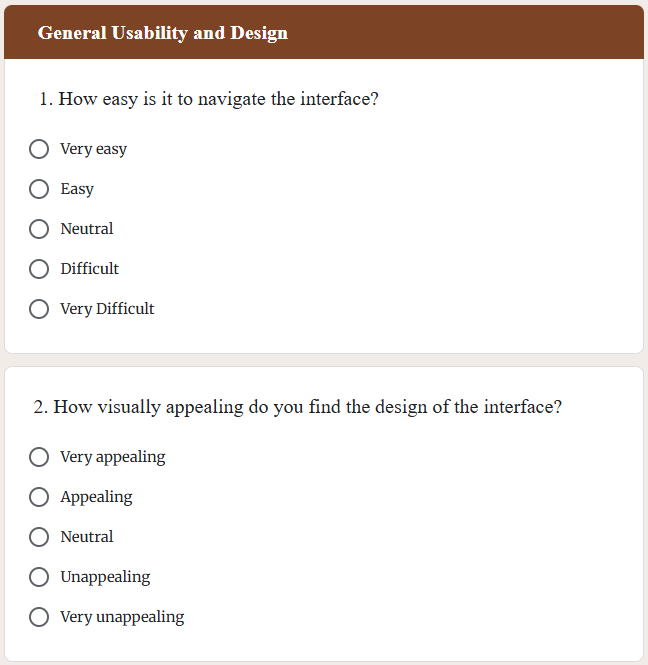 General Usability and Design
1. How easy is it to navigate the interface?
Very easy
Easy
Neutral
Difficult
Very Difficult
2. How visually appealing do you find the design of the interface?
Very appealing
Appealing
Neutral
Unappealing
Very unappealing